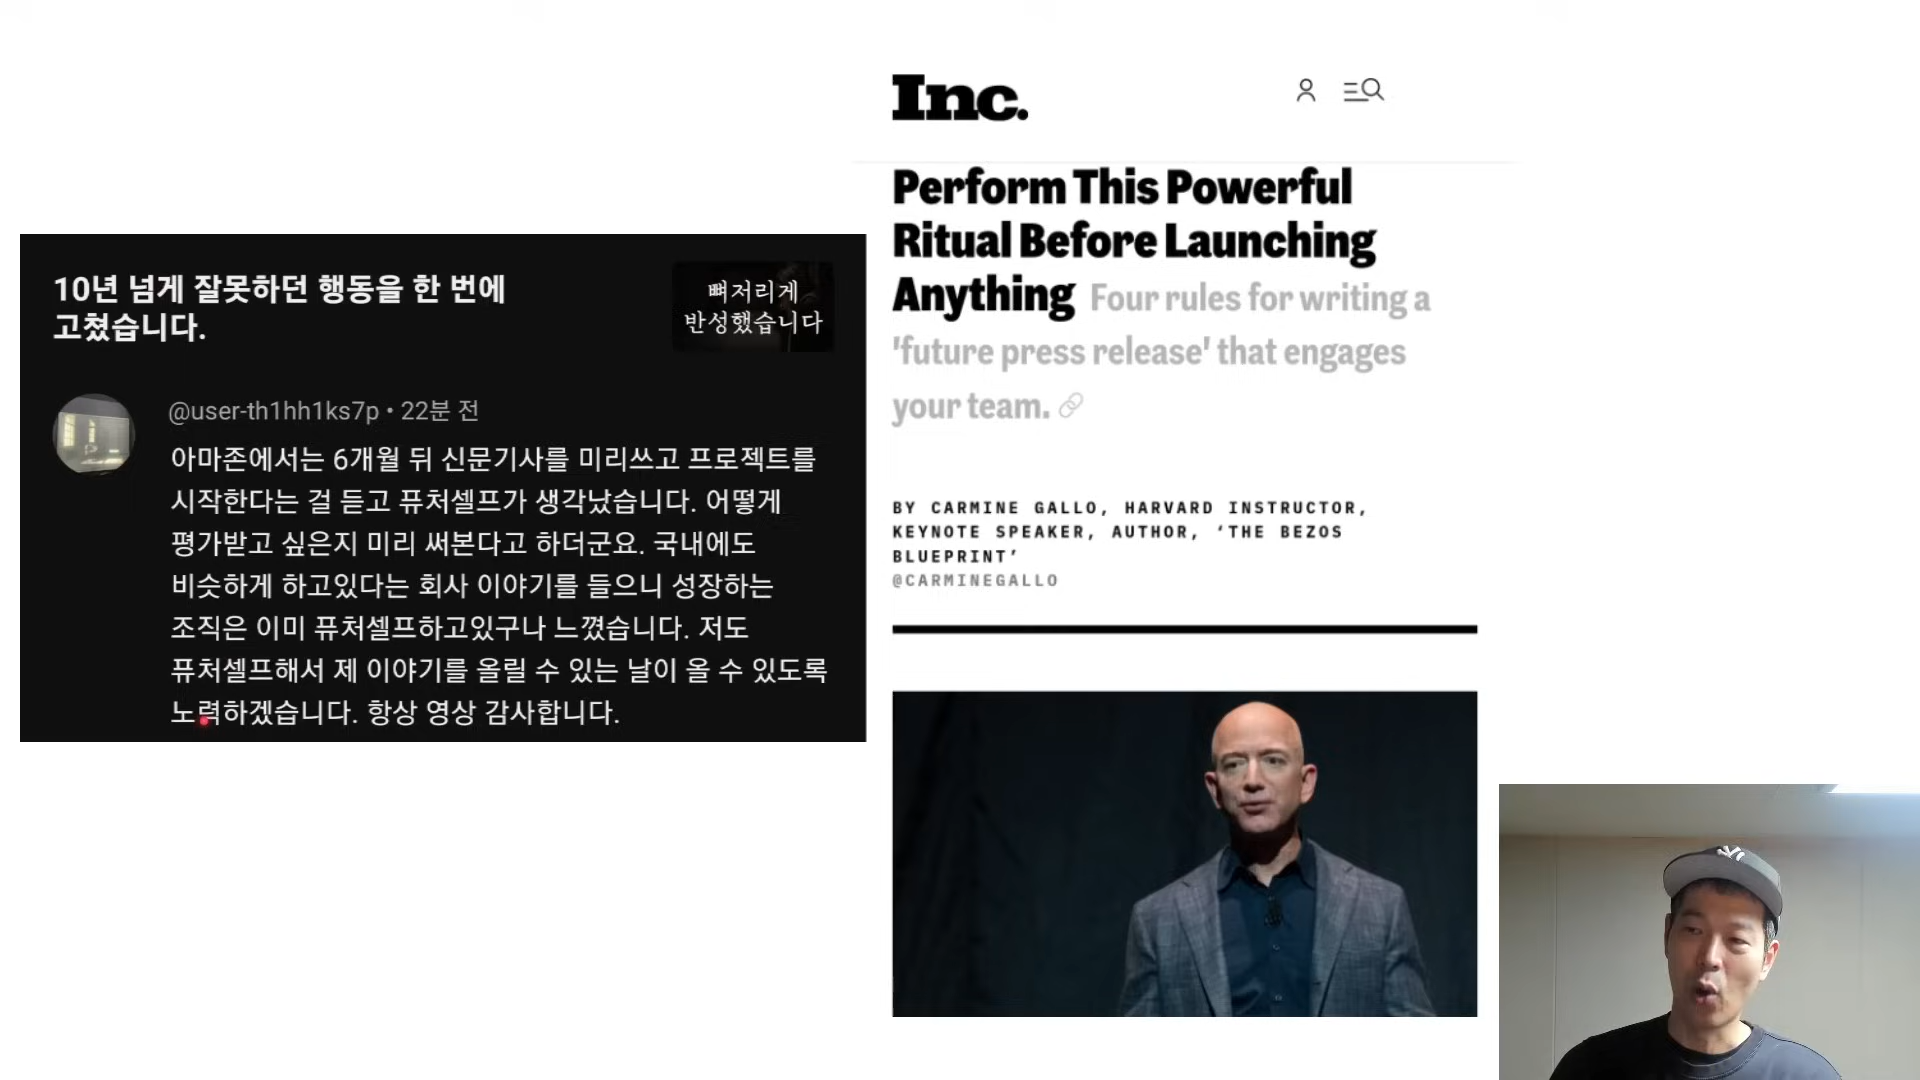 10년 넘게 잘못하던 행동을 한 번에
고쳤습니다.
뼈저리게
반성했습니다
@user-th1hh1ks7p • 22분 전
아마존에서는 6개월 뒤 신문기사를 미리쓰고 프로젝트를
시작한다는 걸 듣고 퓨처셀프가 생각났습니다. 어떻게
평가받고 싶은지 미리 써본다고 하더군요. 국내에도
비슷하게 하고있다는 회사 이야기를 들으니 성장하는
조직은 이미 퓨처셀프하고있구나 느꼈습니다. 저도
퓨처셀프해서 제 이야기를 올릴 수 있는 날이 올 수 있도록
노력하겠습니다. 항상 영상 감사합니다.
Inc.
Perform This Powerful
Ritual Before Launching
Anything Four rules for writing a
'future press release' that engages
your team.
BY CARMINE GALLO, HARVARD INSTRUCTOR,
KEYNOTE SPEAKER, AUTHOR, ‘THE BEZOS
BLUEPRINT’
@CARMINEGALLO